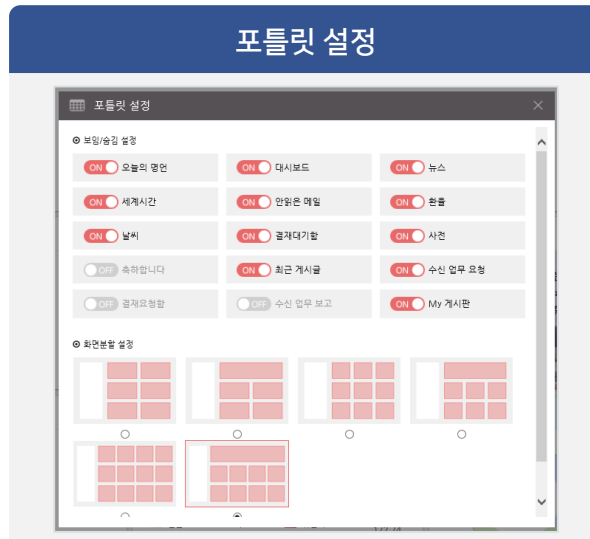 포틀릿 설정
포틀릿 설정
보임/숨김 설정
ON 오늘의 명언 ON 대시보드 ON 뉴스
ON 세계시간 ON 안읽은 메일 ON 환율
ON 날씨 ON 결재대기함 ON 사전
OFF 축하합니다 ON 최근 게시글 ON 수신 업무 요청
OFF 결재요청함 OFF 수신 업무 보고 ON My 게시판
화면분할 설정